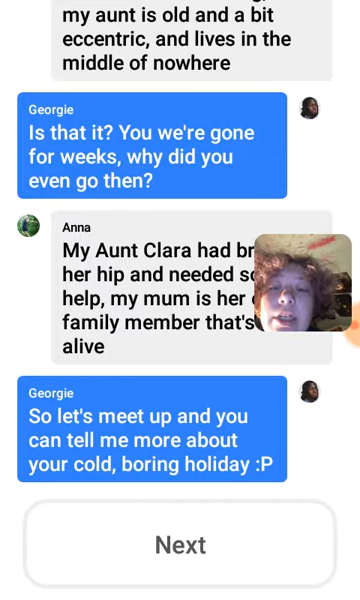 my aunt is old and a bit
eccentric, and lives in the
middle of nowhere
Georgie
Is that it? You we're gone
for weeks, why did you
even go then?
Anna
My Aunt Clara had
her hip and needed
help, my mum is her
family member that's
alive
Georgie
So let's meet up and you
can tell me more about
your cold, boring holiday :P
Next